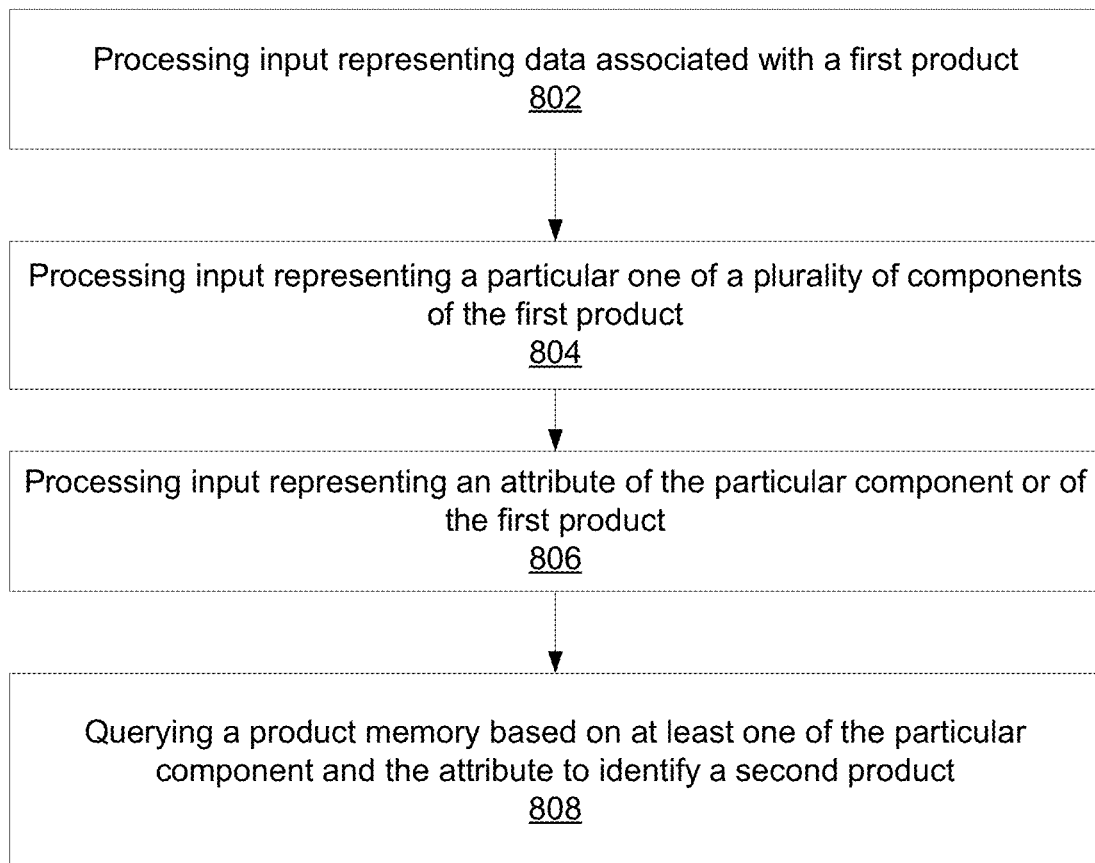 Processing input representing data associated with a first product
802
Processing input representing a particular one of a plurality of components
of the first product
804
Processing input representing an attribute of the particular component or of
the first product
806
Querying a product memory based on at least one of the particular
component and the attribute to identify a second product
808